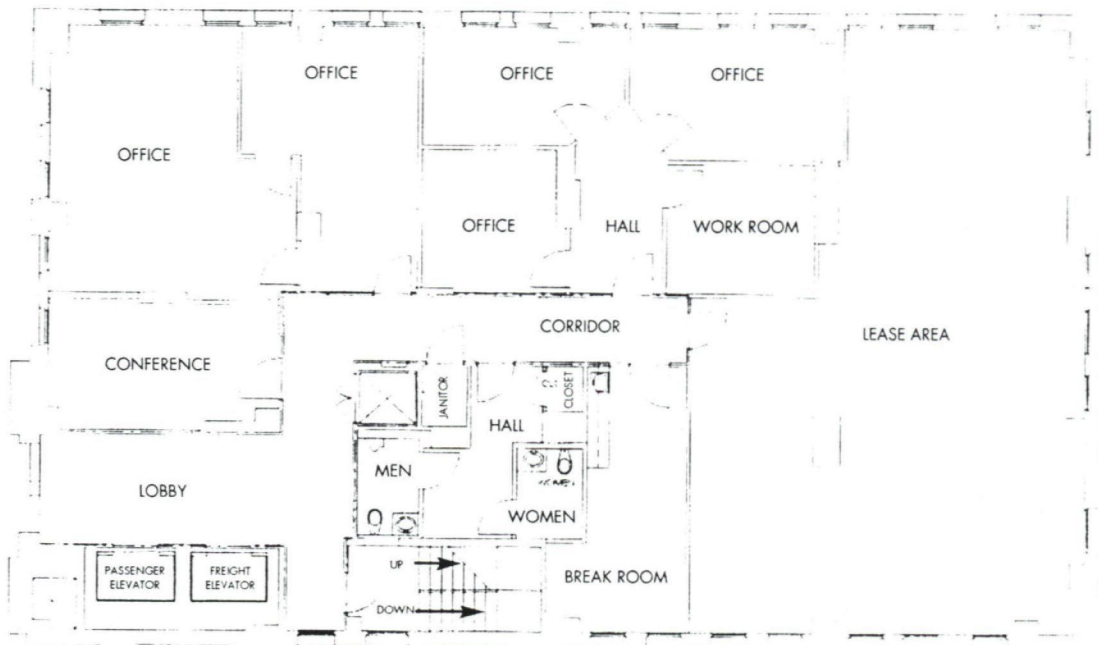 OFFICE
OFFICE
OFFICE
OFFICE
OFFICE
HALL
WORK ROOM
CORRIDOR
LEASE AREA
CONFERENCE
JANITOR
CLOSET
HALL
MEN
WOMEN
LOBBY
WOMEN
PASSENGER
ELEVATOR
FREIGHT
ELEVATOR
UP
BREAK ROOM
DOWN